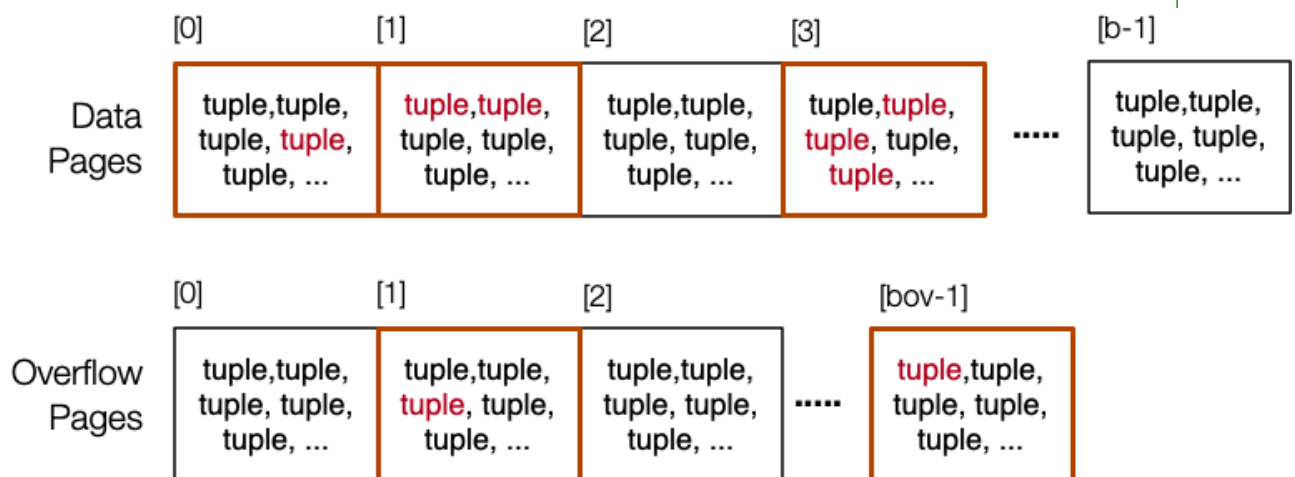 [0] [1] [2] [3] [b-1]
Data
Pages
tuple,tuple,
tuple, tuple,
tuple, ...
tuple,tuple,
tuple, tuple,
tuple, ...
tuple,tuple,
tuple, tuple,
tuple, ...
tuple,tuple,
tuple, tuple,
tuple, ...
.....
tuple,tuple,
tuple, tuple,
tuple, ...
[0] [1] [2] [bov-1]
Overflow
Pages
tuple,tuple,
tuple, tuple,
tuple, ...
tuple,tuple,
tuple, tuple,
tuple, ...
tuple,tuple,
tuple, tuple,
tuple, ...
.....
tuple,tuple,
tuple, tuple,
tuple, ...